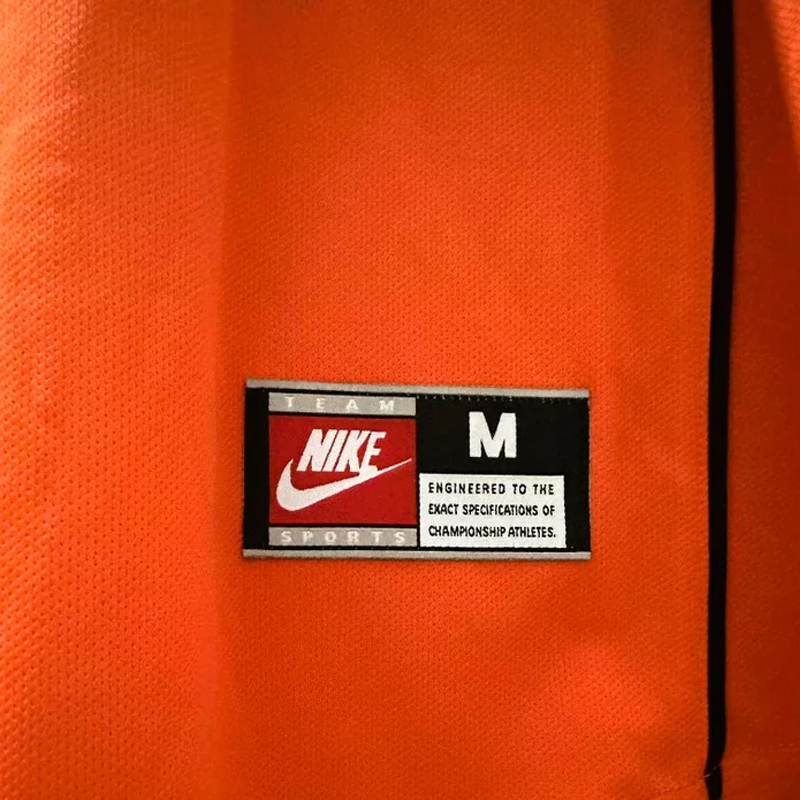 TEAM
NIKE
SPORTS
M
ENGINEERED TO THE
EXACT SPECIFICATIONS OF
CHAMPIONSHIP ATHLETES.